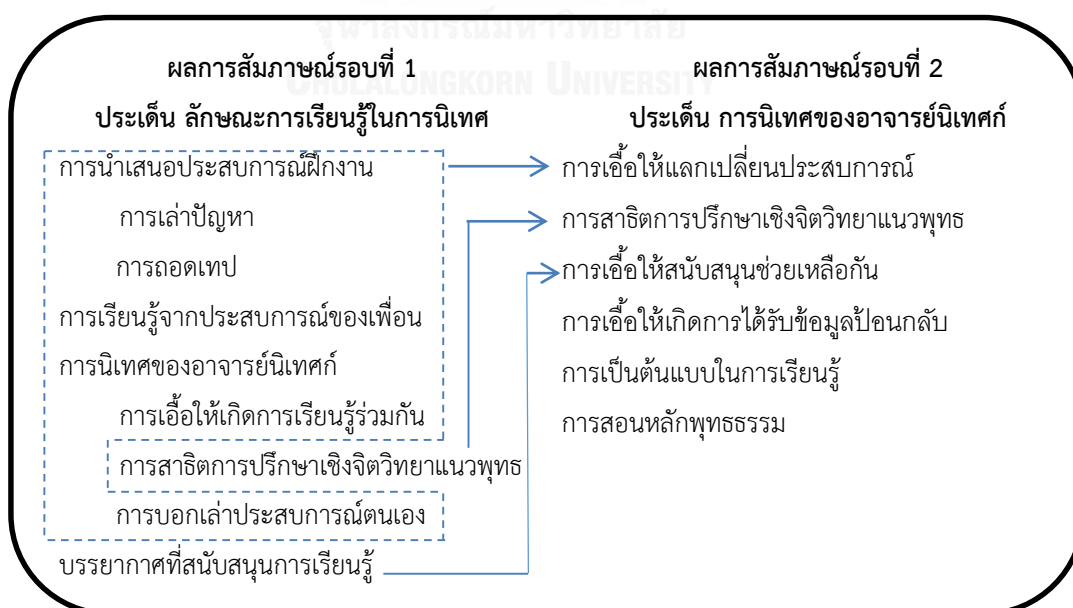 จุฬาลงกรณ์มหาวิทยาลัย
CHULALONGKORN UNIVERSITY
ผลการสัมภาษณ์รอบที่ 1
ประเด็น ลักษณะการเรียนรู้ในการนิเทศ
การนำเสนอประสบการณ์ฝึกงาน
การเล่าปัญหา
การถอดเทป
การเรียนรู้จากประสบการณ์ของเพื่อน
การนิเทศของอาจารย์นิเทศก์
การเอื้อให้เกิดการเรียนรู้ร่วมกัน
การสาธิตการปรึกษาเชิงจิตวิทยาแนวพุทธ
การบอกเล่าประสบการณ์ตนเอง
บรรยากาศที่สนับสนุนการเรียนรู้
ผลการสัมภาษณ์รอบที่ 2
ประเด็น การนิเทศของอาจารย์นิเทศก์
การเอื้อให้แลกเปลี่ยนประสบการณ์
การสาธิตการปรึกษาเชิงจิตวิทยาแนวพุทธ
การเอื้อให้สนับสนุนช่วยเหลือกัน
การเอื้อให้เกิดการได้รับข้อมูลป้อนกลับ
การเป็นต้นแบบในการเรียนรู้
การสอนหลักพุทธธรรม